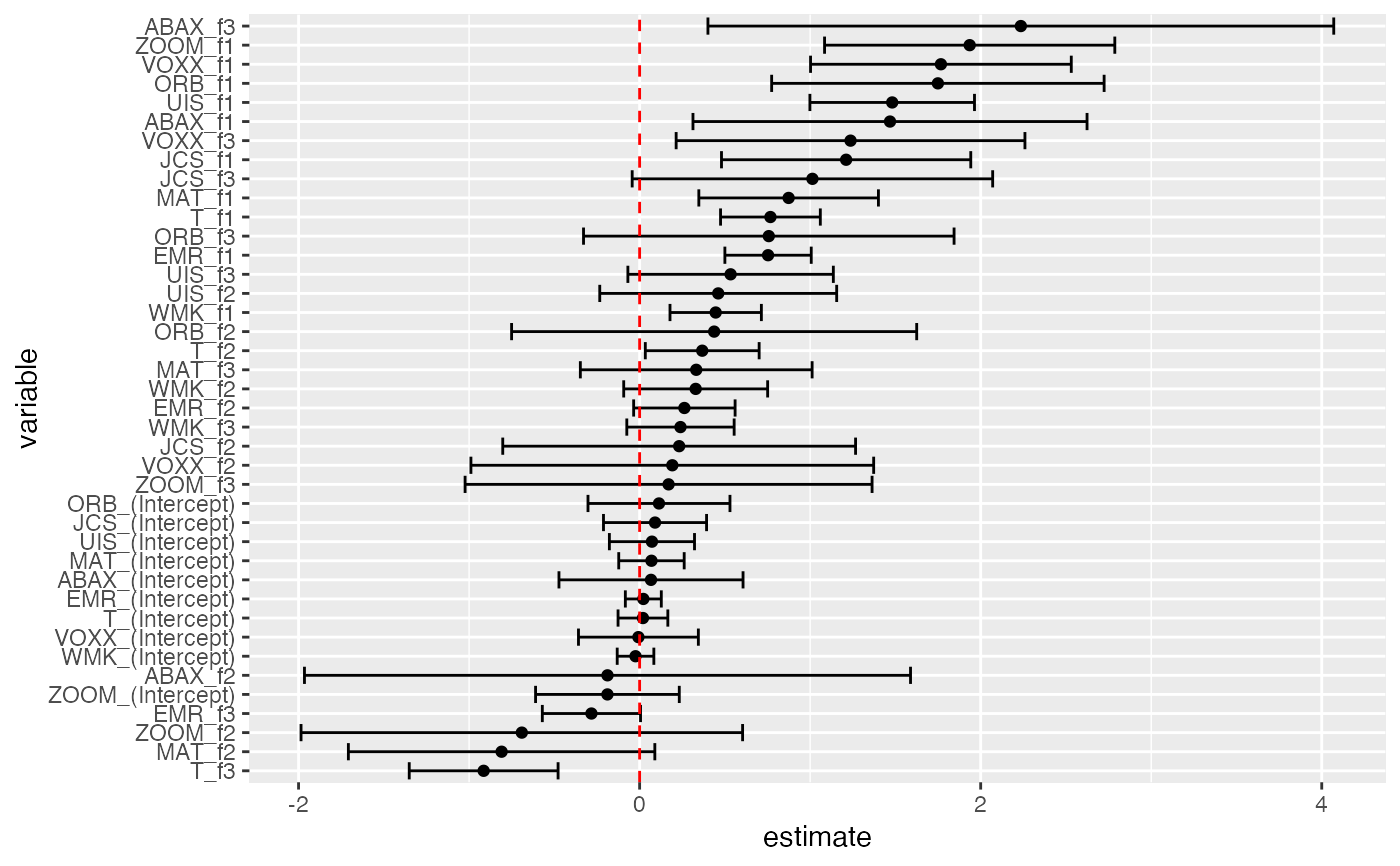 ABAX_f3
ZOOM_f1
VOXX_f1
ORB_f1
UIS_f1
ABAX_f1
VOXX_f3
JCS_f1
JCS_f3
MAT_f1
T_f1
ORB_f3
EMR_f1
UIS_f3
UIS_f2
WMK_f1
ORB_f2
T_f2
MAT_f3
WMK_f2
EMR_f2
WMK_f3
JCS_f2
VOXX_f2
ZOOM_f3
ORB_(Intercept)
JCS_(Intercept)
UIS_(Intercept)
MAT_(Intercept)
ABAX_(Intercept)
EMR_(Intercept)
T_(Intercept)
VOXX_(Intercept)
WMK_(Intercept)
ABAX_f2
ZOOM_(Intercept)
EMR_f3
ZOOM_f2
MAT_f2
T_f3
variable
-2 0 2 4
estimate